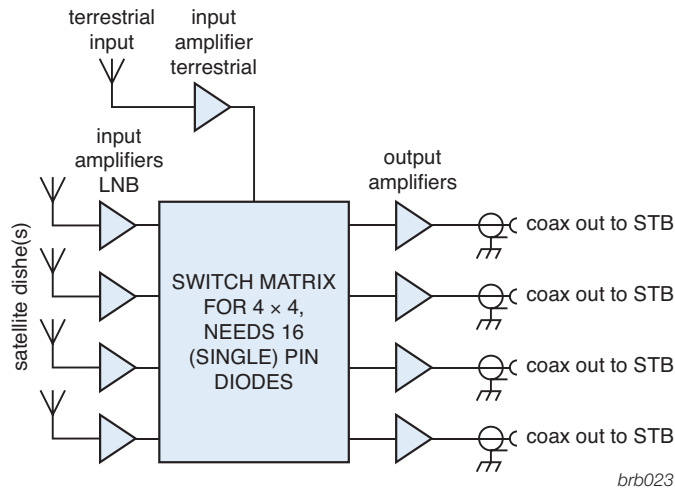 terrestrial
input
input
amplifier
terrestrial
input
amplifiers
LNB
output
amplifiers
satellite dishe(s)
SWITCH MATRIX
FOR 4 × 4,
NEEDS 16
(SINGLE) PIN
DIODES
coax out to STB
coax out to STB
coax out to STB
coax out to STB
brb023